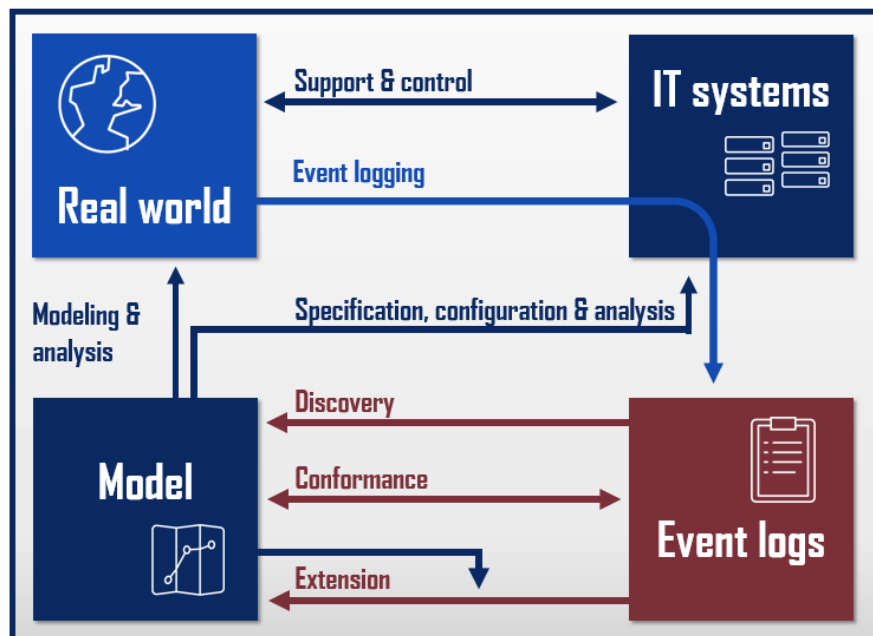 Support & control
IT systems
Event logging
Real world
Modeling &
analysis
Specification, configuration & analysis
Discovery
Model
Conformance
Event logs
Extension